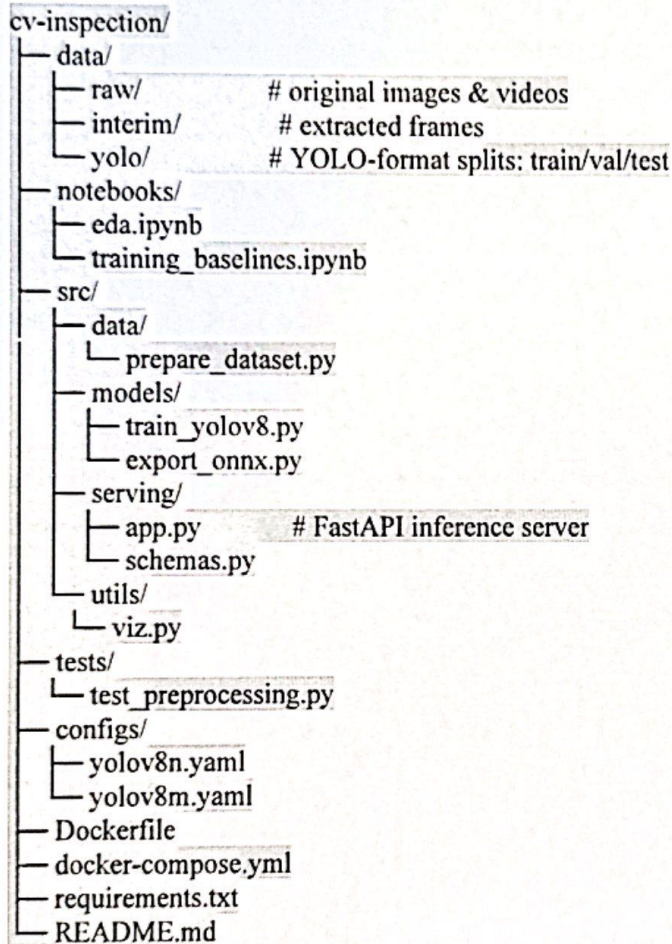 cv-inspection/
├── data/
│   ├── raw/ # original images & videos
│   ├── interim/ # extracted frames
│   └── yolo/ # YOLO-format splits: train/val/test
├── notebooks/
│   ├── eda.ipynb
│   └── training_baselines.ipynb
├── src/
│   ├── data/
│   │   └── prepare_dataset.py
│   ├── models/
│   │   ├── train_yolov8.py
│   │   └── export_onnx.py
│   ├── serving/
│   │   ├── app.py # FastAPI inference server
│   │   └── schemas.py
│   └── utils/
│       └── viz.py
├── tests/
│   └── test_preprocessing.py
├── configs/
│   ├── yolov8n.yaml
│   └── yolov8m.yaml
├── Dockerfile
├── docker-compose.yml
├── requirements.txt
└── README.md